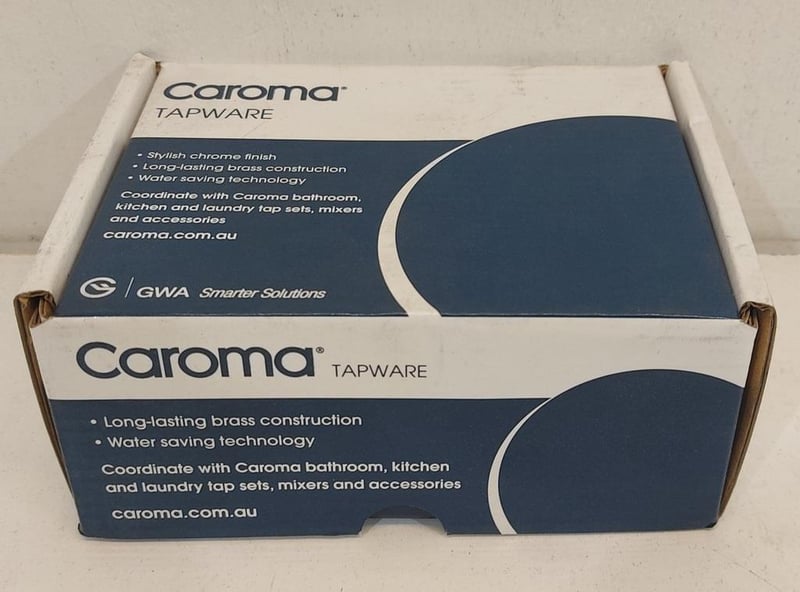 Caroma®
TAPWARE
• Stylish chrome finish
• Long-lasting brass construction
• Water saving technology
Coordinate with Caroma bathroom,
kitchen and laundry tap sets, mixers
and accessories
caroma.com.au
GWA Smarter Solutions
Caroma® TAPWARE
• Long-lasting brass construction
• Water saving technology
Coordinate with Caroma bathroom, kitchen
and laundry tap sets, mixers and accessories
caroma.com.au